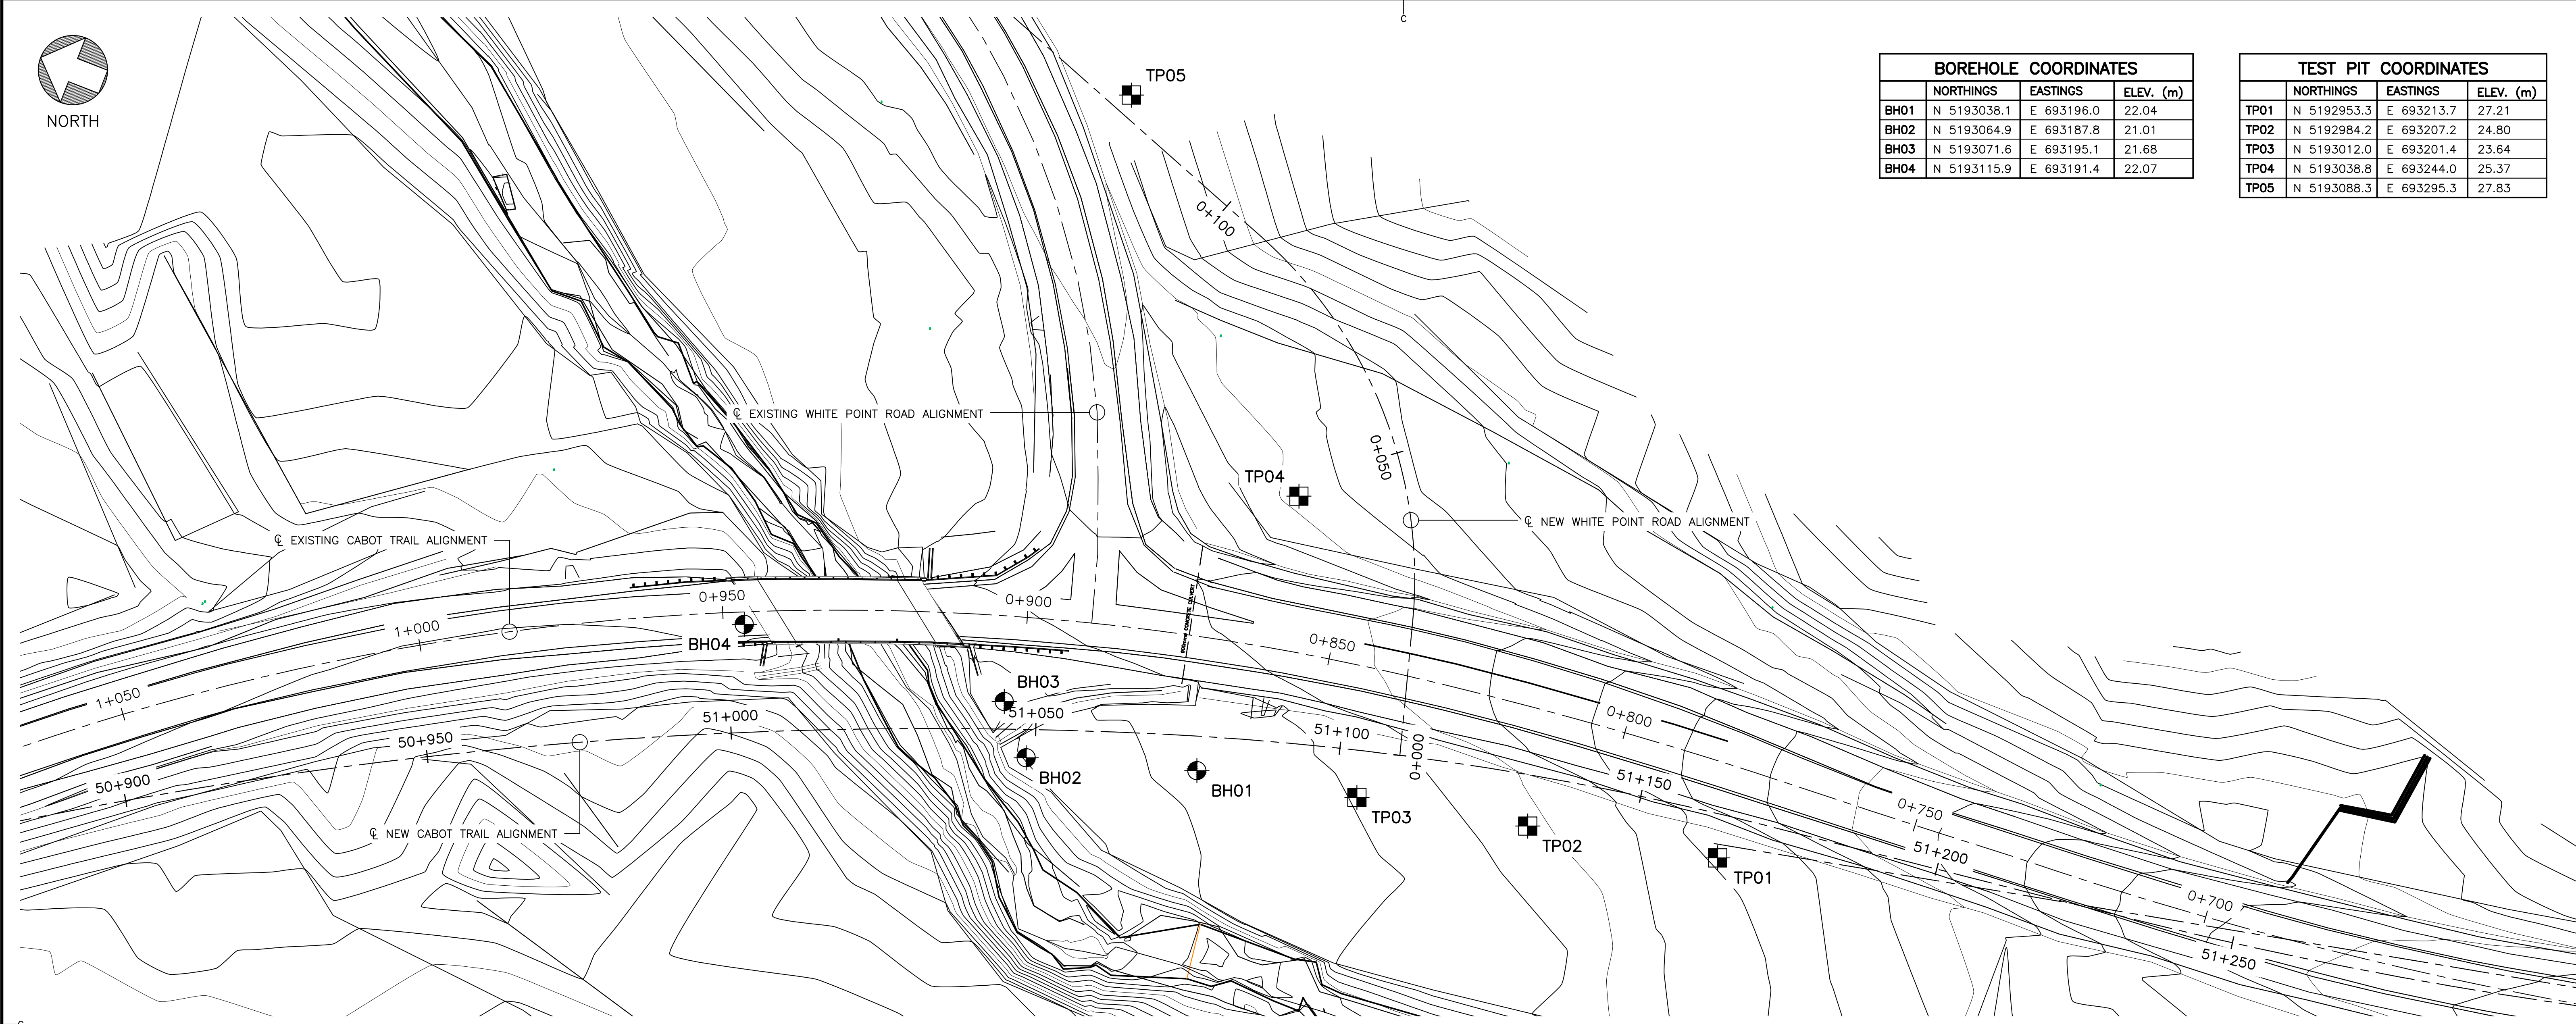 C
NORTH
TP05
BOREHOLE COORDINATES
NORTHINGS EASTINGS ELEV. (m)
BH01 N 5193038.1 E 693196.0 22.04
BH02 N 5193064.9 E 693187.8 21.01
BH03 N 5193071.6 E 693195.1 21.68
BH04 N 5193115.9 E 693191.4 22.07
TEST PIT COORDINATES
NORTHINGS EASTINGS ELEV. (m)
TP01 N 5192953.3 E 693213.7 27.21
TP02 N 5192984.2 E 693207.2 24.80
TP03 N 5193012.0 E 693201.4 23.64
TP04 N 5193038.8 E 693244.0 25.37
TP05 N 5193088.3 E 693295.3 27.83
0+100
℄ EXISTING WHITE POINT ROAD ALIGNMENT
0+050
TP04
℄ NEW WHITE POINT ROAD ALIGNMENT
℄ EXISTING CABOT TRAIL ALIGNMENT
0+950
0+900
CONCRETE CULVERT
1+000
BH04
0+850
1+050
BH03
51+050
51+000
0+800
50+950
51+100
0+000
50+900
BH02
BH01
51+150
TP03
0+750
℄ NEW CABOT TRAIL ALIGNMENT
TP02
51+200
TP01
0+700
51+250